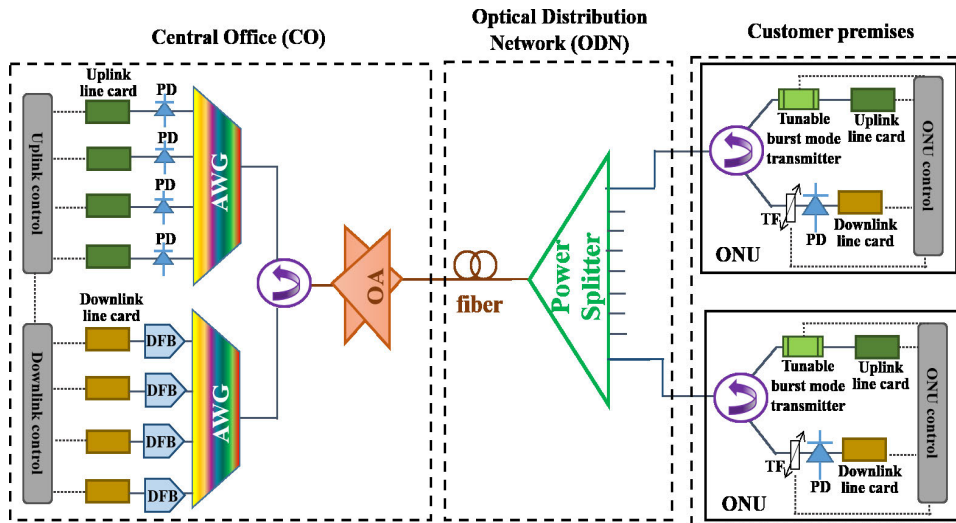 Central Office (CO)
Optical Distribution
Network (ODN)
Customer premises
Uplink
line card
PD
PD
PD
PD
Uplink control
AWG
Downlink
line card
DFB
DFB
DFB
DFB
Downlink control
AWG
OA
fiber
Power
Splitter
Tunable
burst mode
transmitter
Uplink
line card
ONU control
TF
PD
Downlink
line card
ONU
Tunable
burst mode
transmitter
Uplink
line card
ONU control
TF
PD
Downlink
line card
ONU